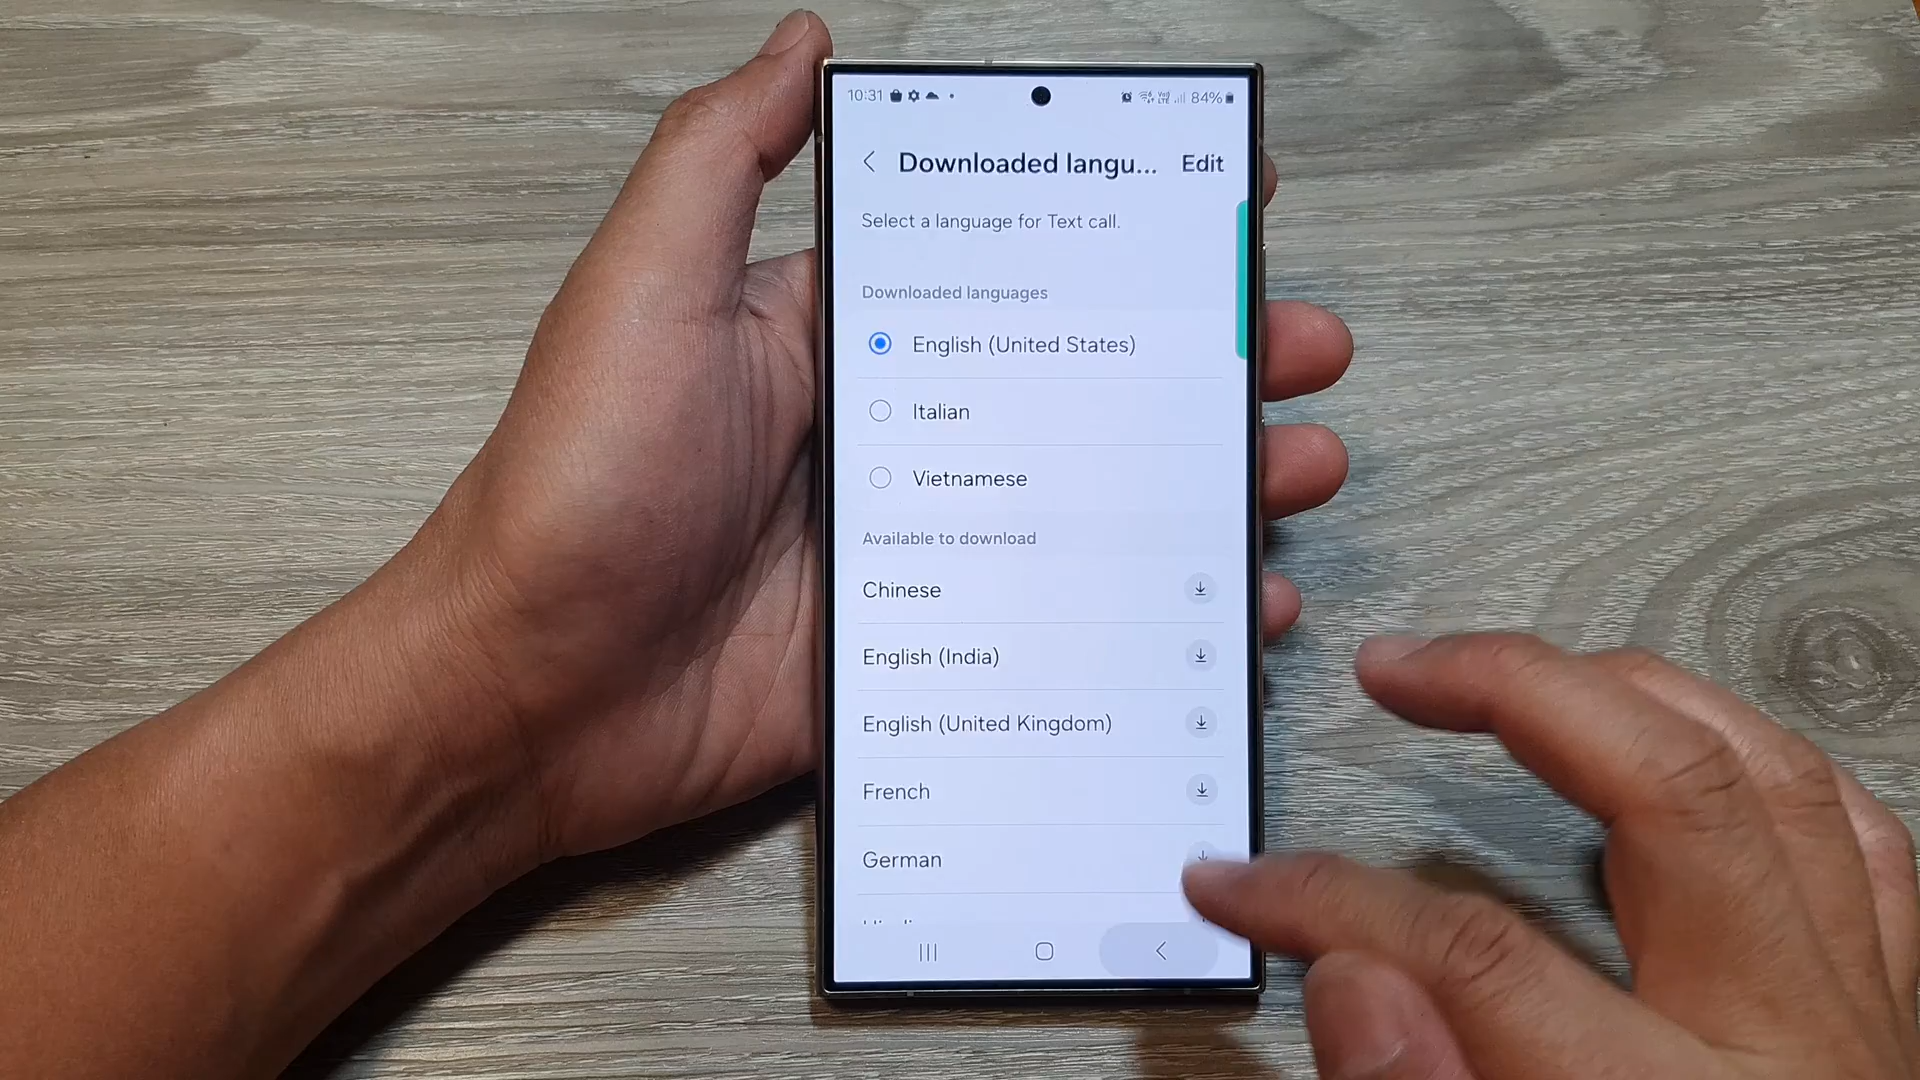 10:31 84%
Downloaded langu... Edit
Select a language for Text call.
Downloaded languages
English (United States)
Italian
Vietnamese
Available to download
Chinese
English (India)
English (United Kingdom)
French
German